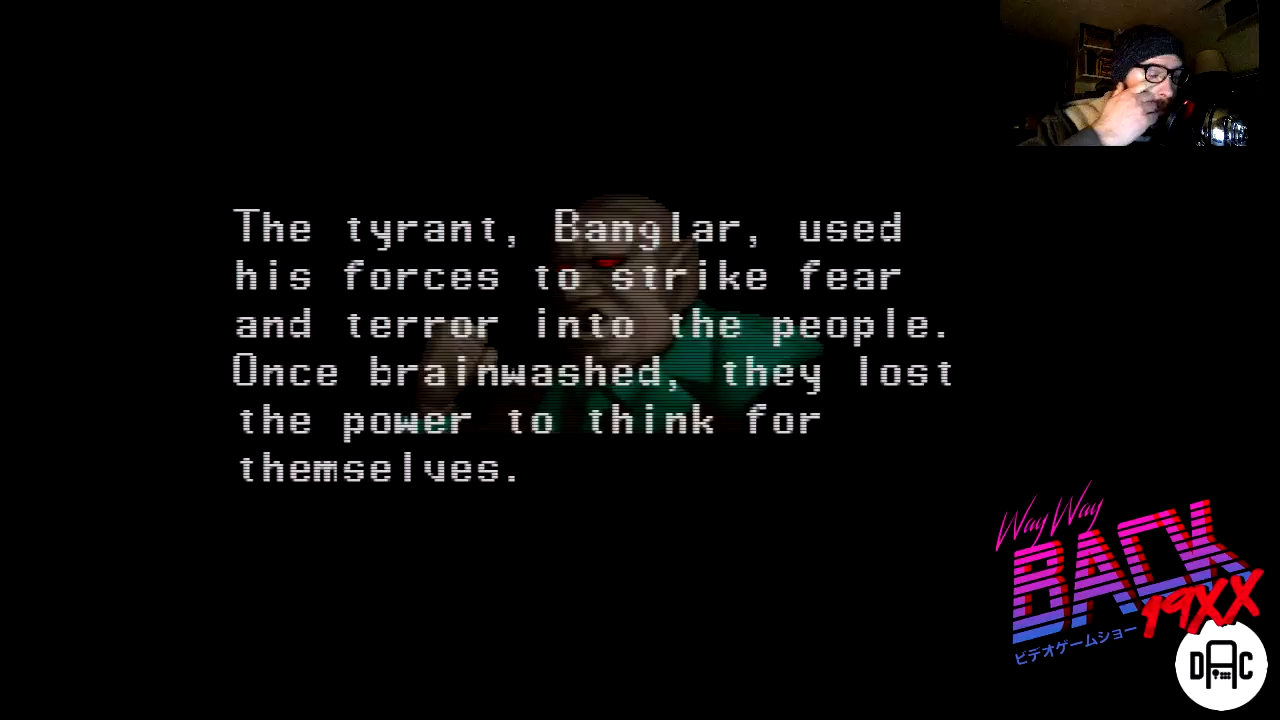 The tyrant, Banglar, used
his forces to strike fear
and terror into the people.
Once brainwashed, they lost
the power to think for
themselves.
Way Way
BACK
19XX
ビデオゲームショー
DAC